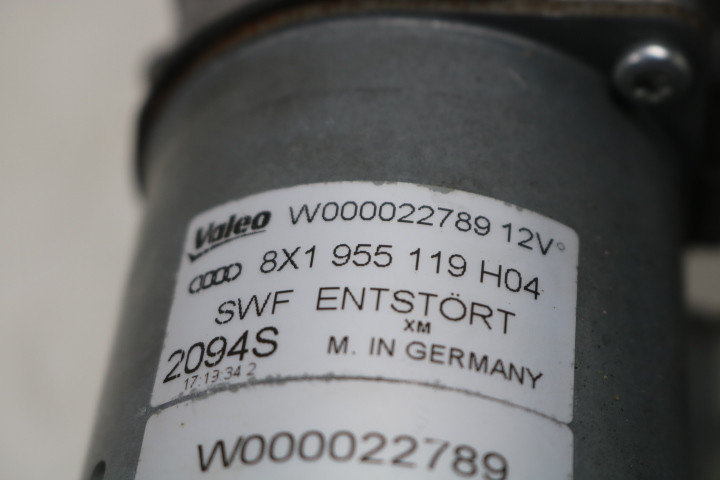 Valeo W000022789 12V
8X1 955 119 H04
SWF ENTSTÖRT
XM
2094S M. IN GERMANY
17:13:34 2
W000022789